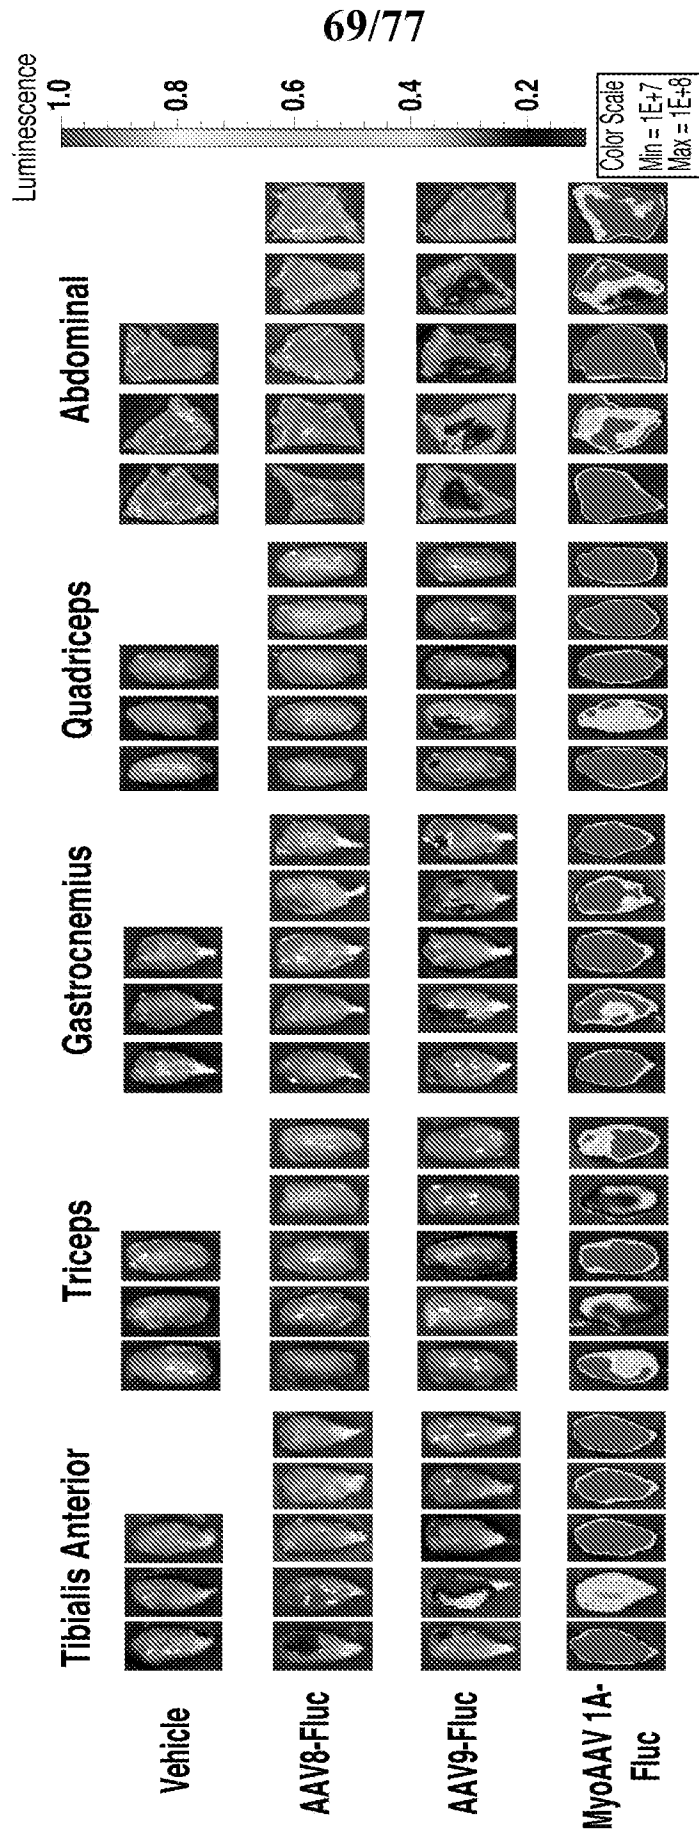 69/77
Tibialis Anterior
Triceps
Gastrocnemius
Quadriceps
Abdominal
Luminescence
1.0
0.8
0.6
0.4
0.2
Color Scale
Min = 1E+7
Max = 1E+8
Vehicle
AAV8-Fluc
AAV9-Fluc
MyoAAV 1A-
Fluc